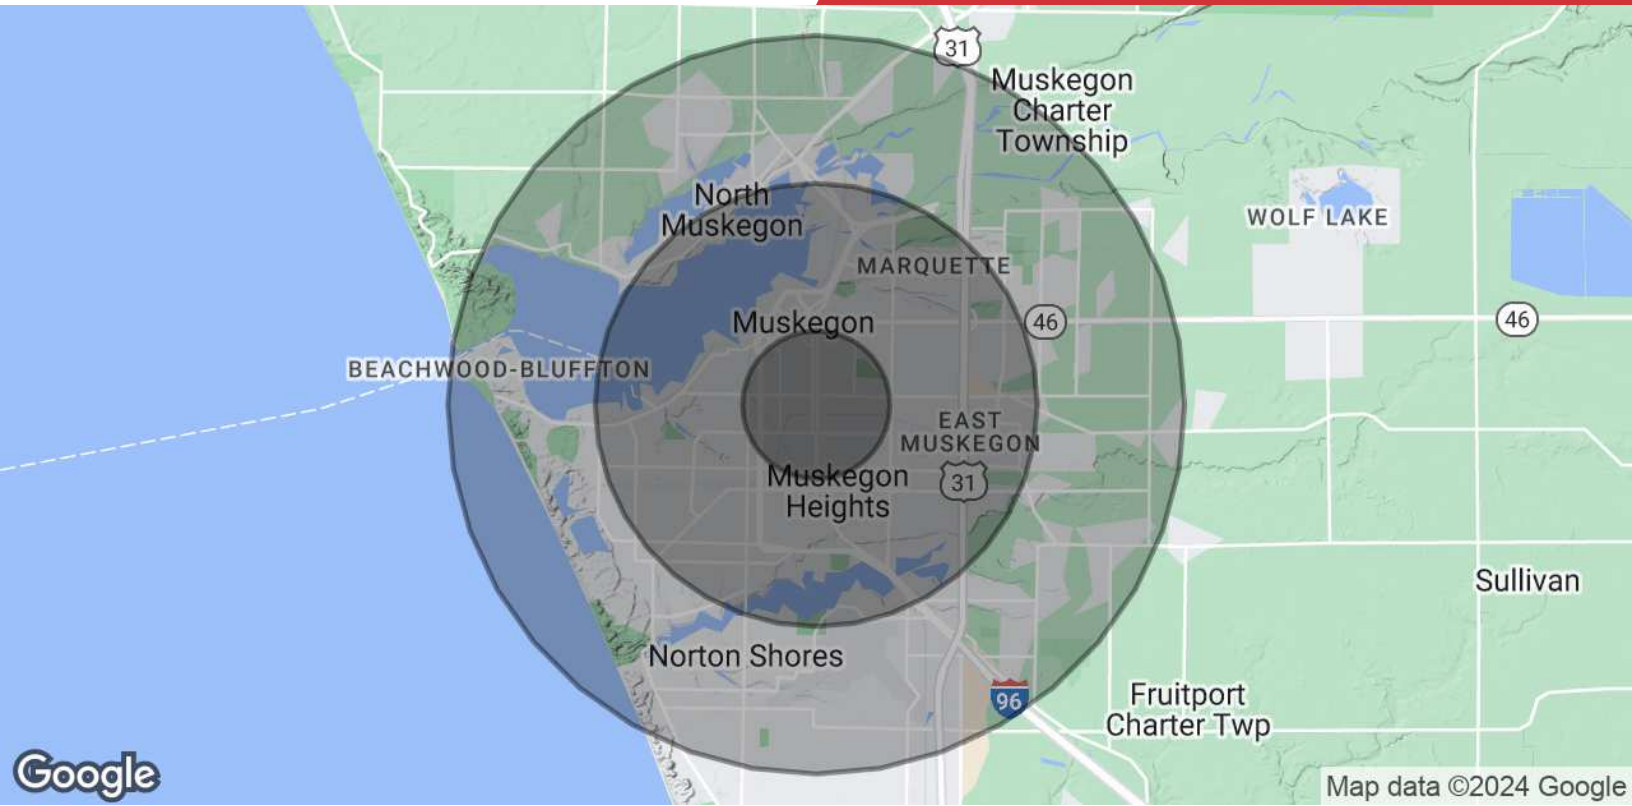 31
Muskegon
Charter
Township
North
Muskegon
WOLF LAKE
MARQUETTE
Muskegon
46
46
BEACHWOOD-BLUFFTON
EAST
MUSKEGON
Muskegon
Heights
31
Sullivan
Norton Shores
96
Fruitport
Charter Twp
Google
Map data ©2024 Google